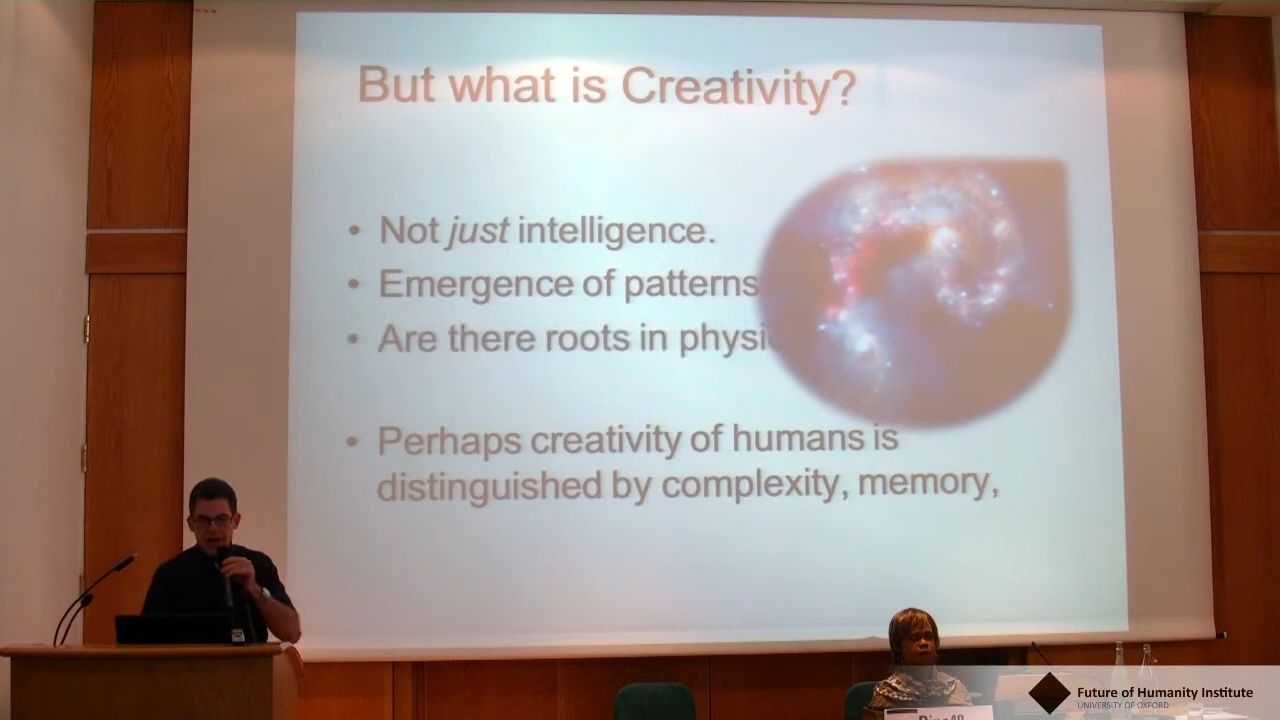 But what is Creativity?
• Not just intelligence.
• Emergence of patterns
• Are there roots in physi
• Perhaps creativity of humans is
distinguished by complexity, memory,
Future of Humanity Institute
UNIVERSITY OF OXFORD